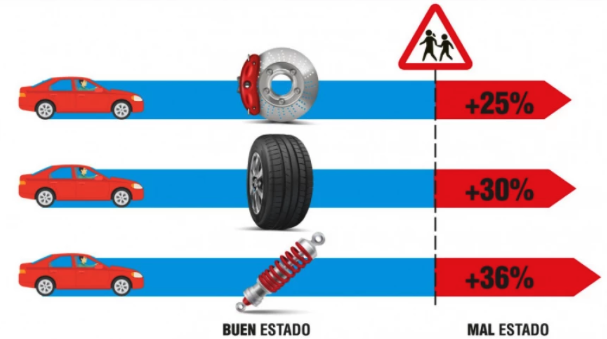 +25%
+30%
+36%
BUEN ESTADO
MAL ESTADO